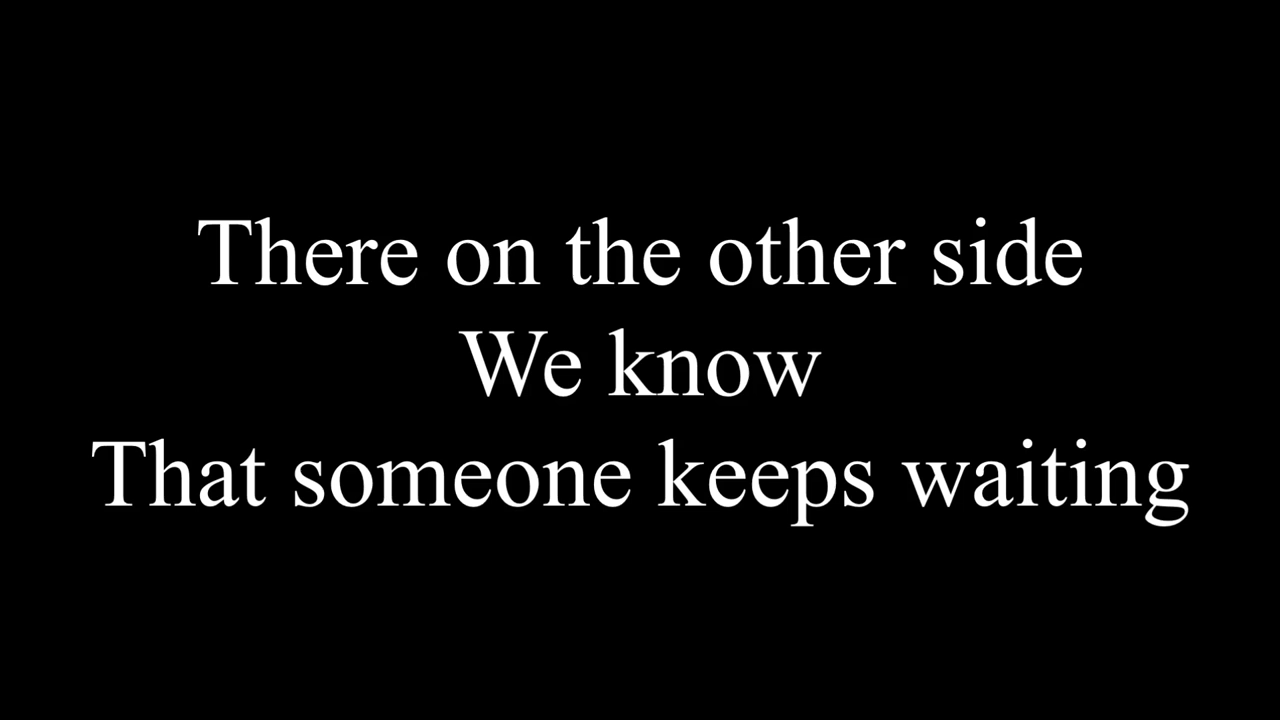 There on the other side
We know
That someone keeps waiting